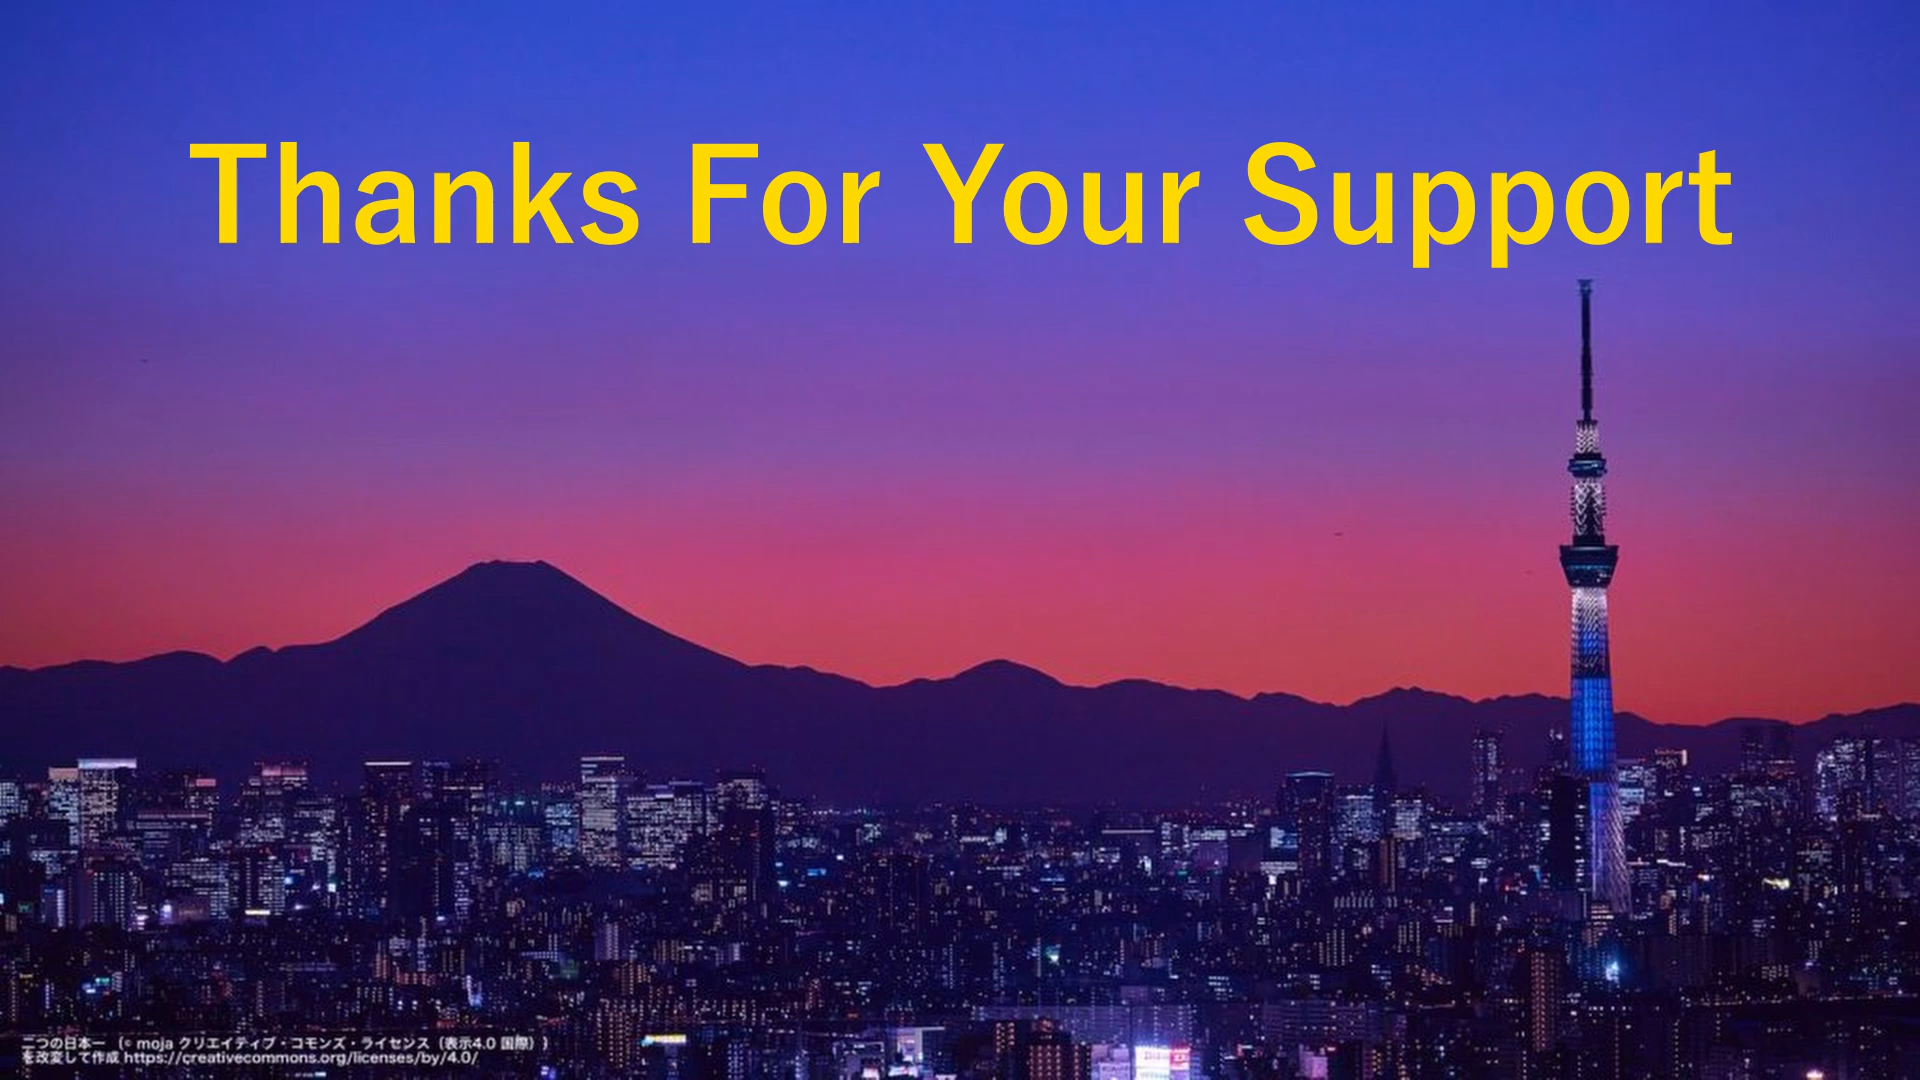 Thanks For Your Support
二つの日本一 (© moja クリエイティブ・コモンズ・ライセンス（表示4.0 国際）)
を改変して作成 https://creativecommons.org/licenses/by/4.0/